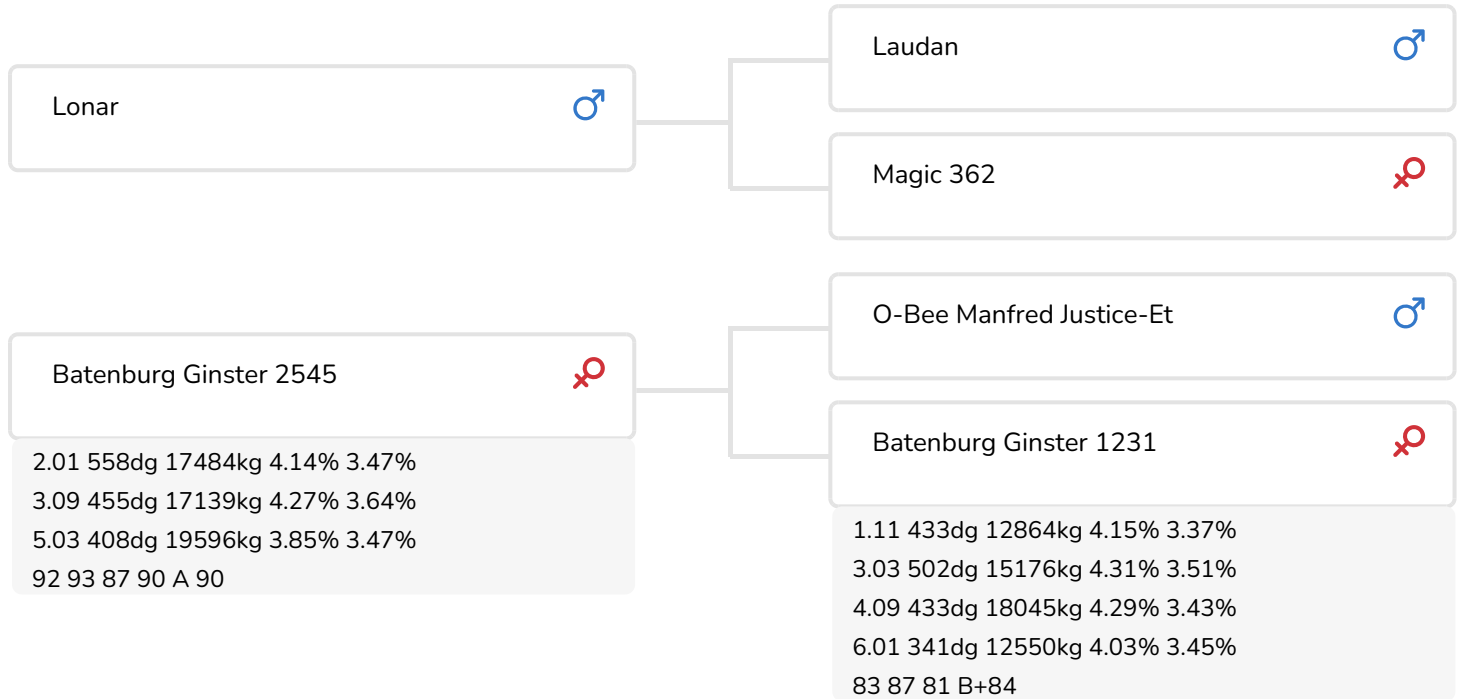 Lonar
Laudan
Magic 362
Batenburg Ginster 2545
2.01 558dg 17484kg 4.14% 3.47%
3.09 455dg 17139kg 4.27% 3.64%
5.03 408dg 19596kg 3.85% 3.47%
92 93 87 90 A 90
O-Bee Manfred Justice-Et
Batenburg Ginster 1231
1.11 433dg 12864kg 4.15% 3.37%
3.03 502dg 15176kg 4.31% 3.51%
4.09 433dg 18045kg 4.29% 3.43%
6.01 341dg 12550kg 4.03% 3.45%
83 87 81 B+84